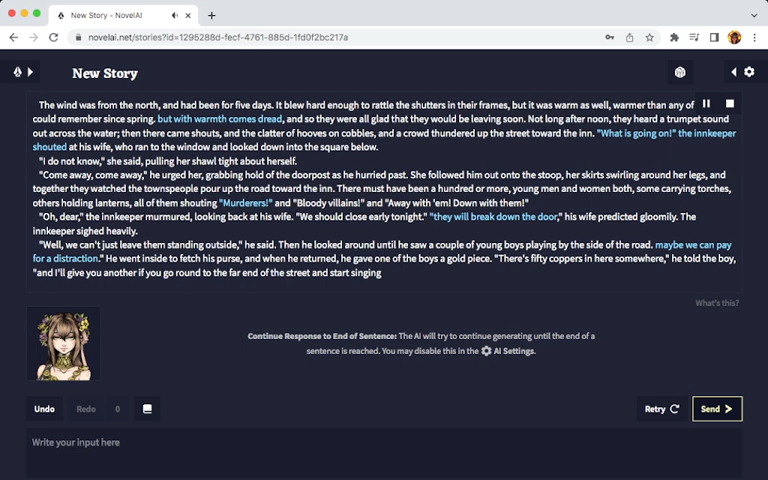 New Story - NovelAI
novelai.net/stories?id=1295288d-fecf-4761-885d-1fd0f2bc217a
New Story
The wind was from the north, and had been for five days. It blew hard enough to rattle the shutters in their frames, but it was warm as well, warmer than any of
could remember since spring. but with warmth comes dread, and so they were all glad that they would be leaving soon. Not long after noon, they heard a trumpet sound
out across the water; then there came shouts, and the clatter of hooves on cobbles, and a crowd thundered up the street toward the inn. "What is going on!" the innkeeper
shouted at his wife, who ran to the window and looked down into the square below.
"I do not know," she said, pulling her shawl tight about herself.
"Come away, come away," he urged her, grabbing hold of the doorpost as he hurried past. She followed him out onto the stoop, her skirts swirling around her legs, and
together they watched the townspeople pour up the road toward the inn. There must have been a hundred or more, young men and women both, some carrying torches,
others holding lanterns, all of them shouting "Murderers!" and "Bloody villains!" and "Away with 'em! Down with them!"
"Oh, dear," the innkeeper murmured, looking back at his wife. "We should close early tonight." "they will break down the door," his wife predicted gloomily. The
innkeeper sighed heavily.
"Well, we can't just leave them standing outside," he said. Then he looked around until he saw a couple of young boys playing by the side of the road. maybe we can pay
for a distraction." He went inside to fetch his purse, and when he returned, he gave one of the boys a gold piece. "There's fifty coppers in here somewhere," he told the boy,
"and I'll give you another if you go round to the far end of the street and start singing
What's this?
Continue Response to End of Sentence: The AI will try to continue generating until the end of a
sentence is reached. You may disable this in the AI Settings.
Undo Redo 0 Retry Send
Write your input here